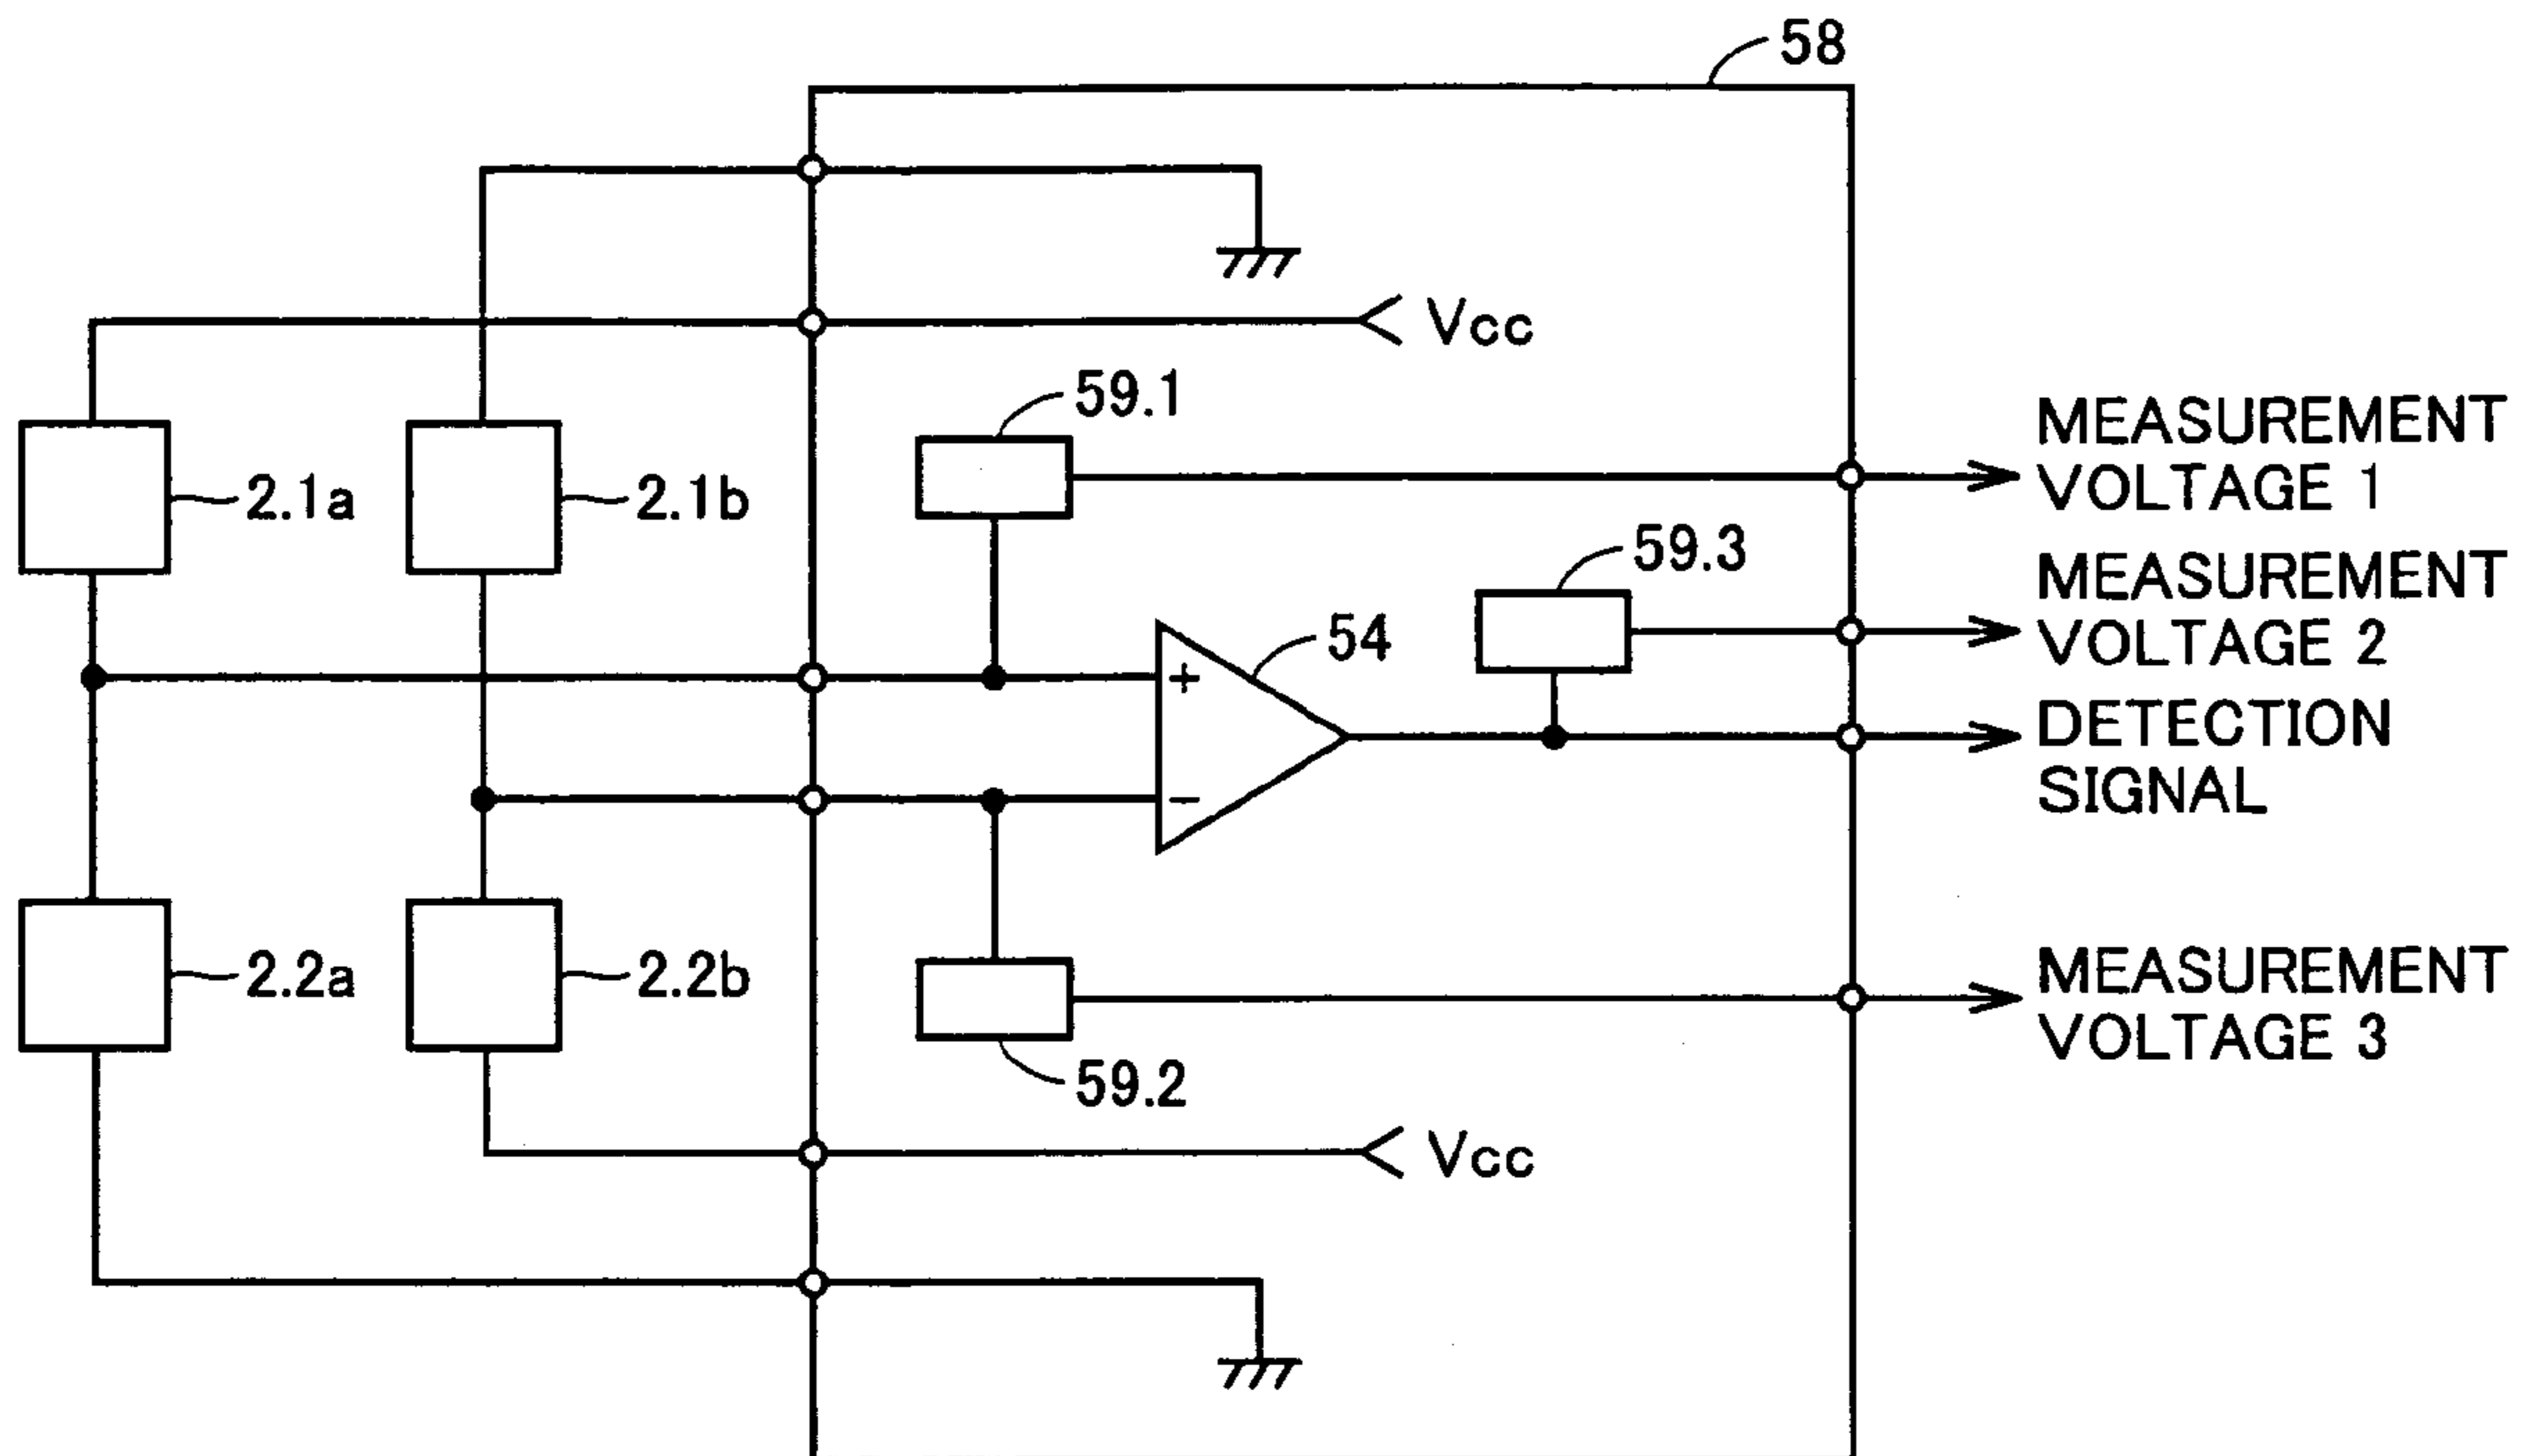 58
Vcc
59.1
MEASUREMENT
VOLTAGE 1
2.1a
2.1b
59.3
MEASUREMENT
VOLTAGE 2
54
+
DETECTION
SIGNAL
−
2.2a
2.2b
MEASUREMENT
VOLTAGE 3
59.2
Vcc